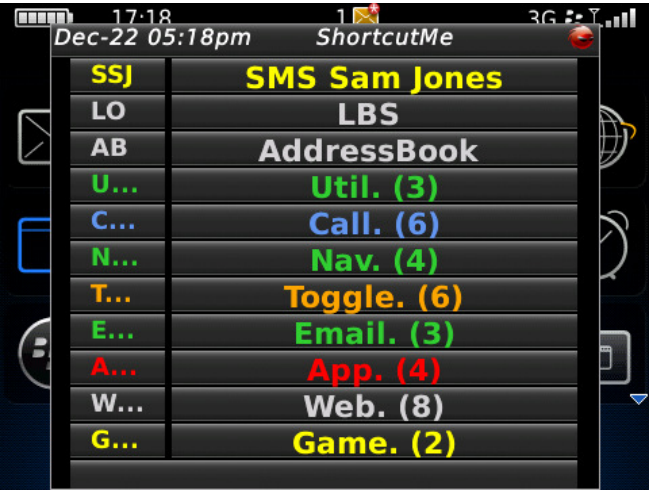 17:18 1 3G
Dec-22 05:18pm ShortcutMe
SSJ SMS Sam Jones
LO LBS
AB AddressBook
U... Util. (3)
C... Call. (6)
N... Nav. (4)
T... Toggle. (6)
E... Email. (3)
A... App. (4)
W... Web. (8)
G... Game. (2)